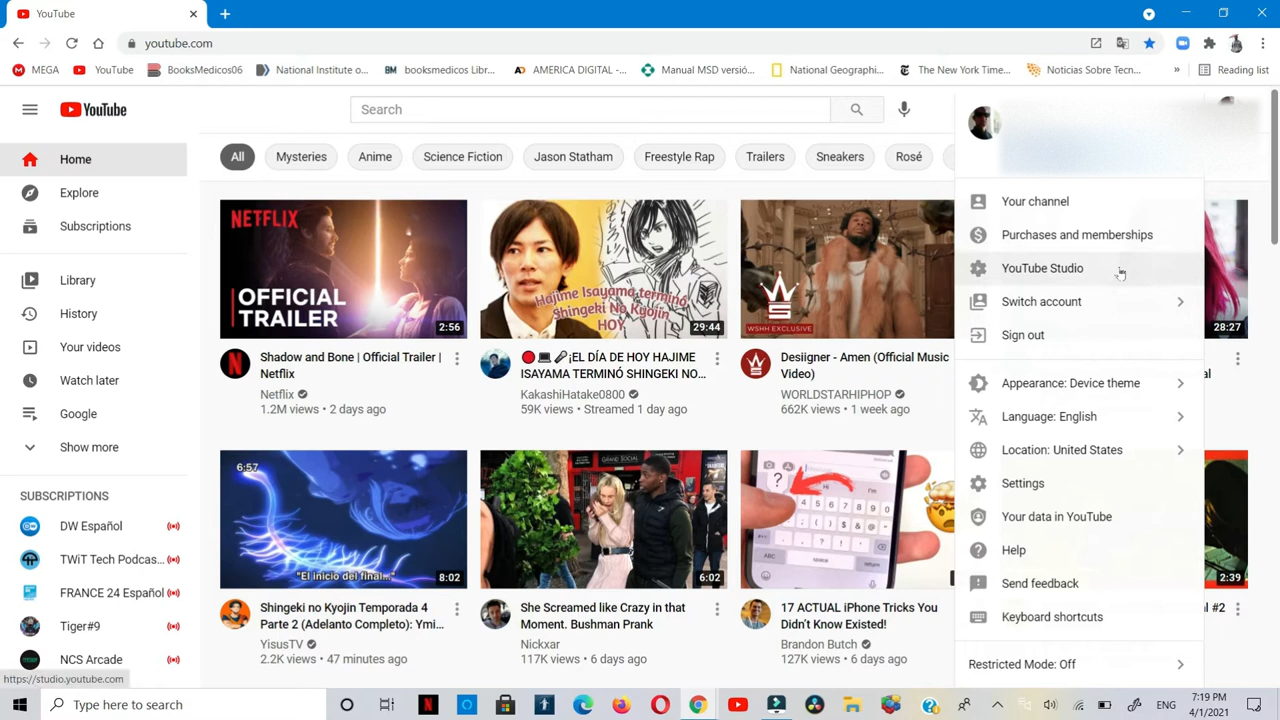 YouTube
youtube.com
MEGA
YouTube
BooksMedicos06
National Institute o...
booksmedicos Libr...
AMERICA DIGITAL -...
Manual MSD versió...
National Geographi...
The New York Time...
Noticias Sobre Tecn...
Reading list
YouTube
Search
Home
Explore
Subscriptions
Library
History
Your videos
Watch later
Google
Show more
SUBSCRIPTIONS
DW Español
TWiT Tech Podcas...
FRANCE 24 Español
Tiger#9
NCS Arcade
https://studio.youtube.com
All
Mysteries
Anime
Science Fiction
Jason Statham
Freestyle Rap
Trailers
Sneakers
Rosé
NETFLIX
OFFICIAL
TRAILER
2:56
Shadow and Bone | Official Trailer |
Netflix
Netflix
1.2M views • 2 days ago
Hajime Isayama terminó
Shingeki No Kyojin
HOY
29:44
¡EL DÍA DE HOY HAJIME
ISAYAMA TERMINÓ SHINGEKI NO...
KakashiHatake0800
59K views • Streamed 1 day ago
WSHH EXCLUSIVE
Desiigner - Amen (Official Music
Video)
WORLDSTARHIPHOP
662K views • 1 week ago
28:27
6:57
"El inicio del final..."
8:02
Shingeki no Kyojin Temporada 4
Parte 2 (Adelanto Completo): Ymi...
YisusTV
2.2K views • 47 minutes ago
6:02
She Screamed like Crazy in that
Moment. Bushman Prank
Nickxar
117K views • 6 days ago
Hi
I'm
ABC
17 ACTUAL iPhone Tricks You
Didn't Know Existed!
Brandon Butch
127K views • 6 days ago
2:39
#2
Your channel
Purchases and memberships
YouTube Studio
Switch account
Sign out
Appearance: Device theme
Language: English
Location: United States
Settings
Your data in YouTube
Help
Send feedback
Keyboard shortcuts
Restricted Mode: Off
Type here to search
ENG
7:19 PM
4/1/2021